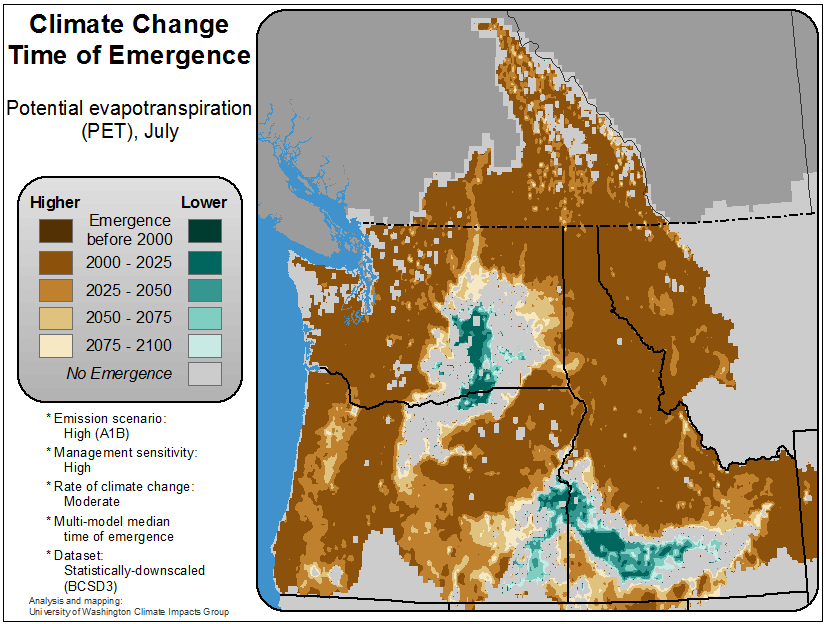 Climate Change
Time of Emergence
Potential evapotranspiration
(PET), July
Higher Lower
Emergence
before 2000
2000 - 2025
2025 - 2050
2050 - 2075
2075 - 2100
No Emergence
* Emission scenario:
High (A1B)
* Management sensitivity:
High
* Rate of climate change:
Moderate
* Multi-model median
time of emergence
* Dataset:
Statistically-downscaled
(BCSD3)
Analysis and mapping:
University of Washington Climate Impacts Group